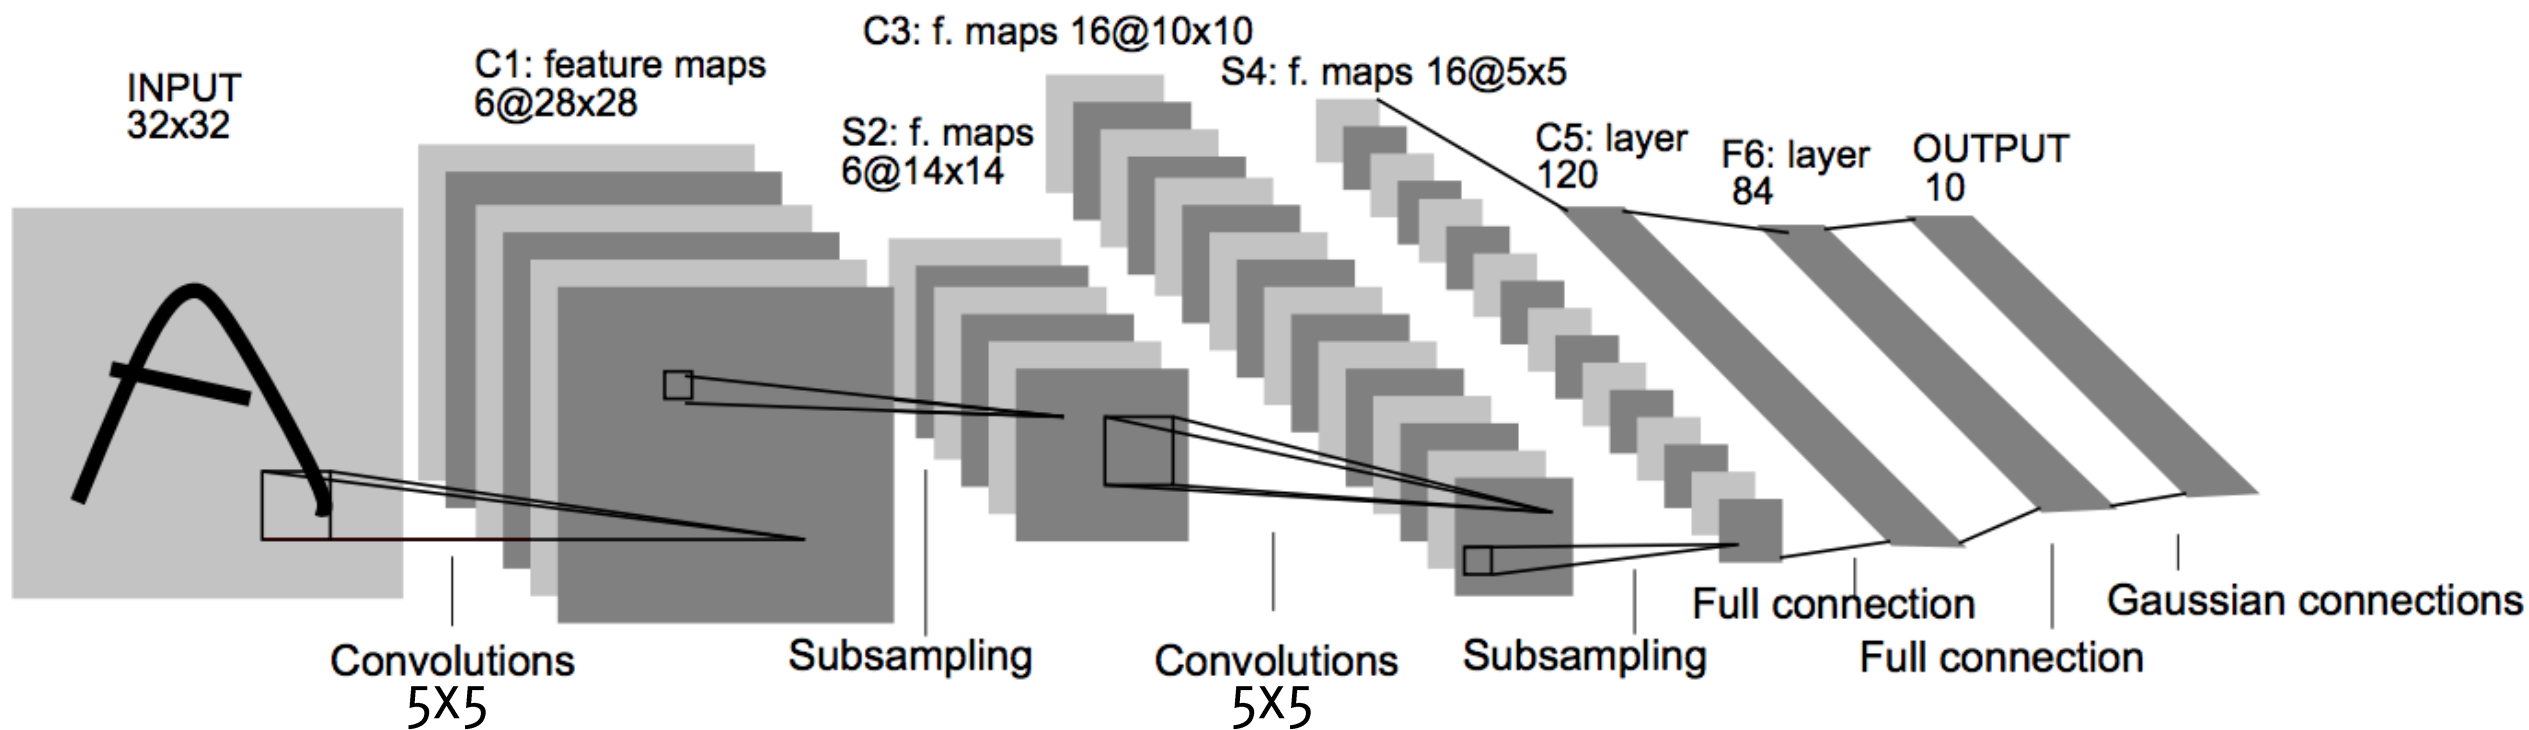 INPUT
32x32
C1: feature maps
6@28x28
S2: f. maps
6@14x14
C3: f. maps 16@10x10
S4: f. maps 16@5x5
C5: layer
120
F6: layer
84
OUTPUT
10
Convolutions
5x5
Subsampling
Convolutions
5x5
Subsampling
Full connection
Full connection
Gaussian connections